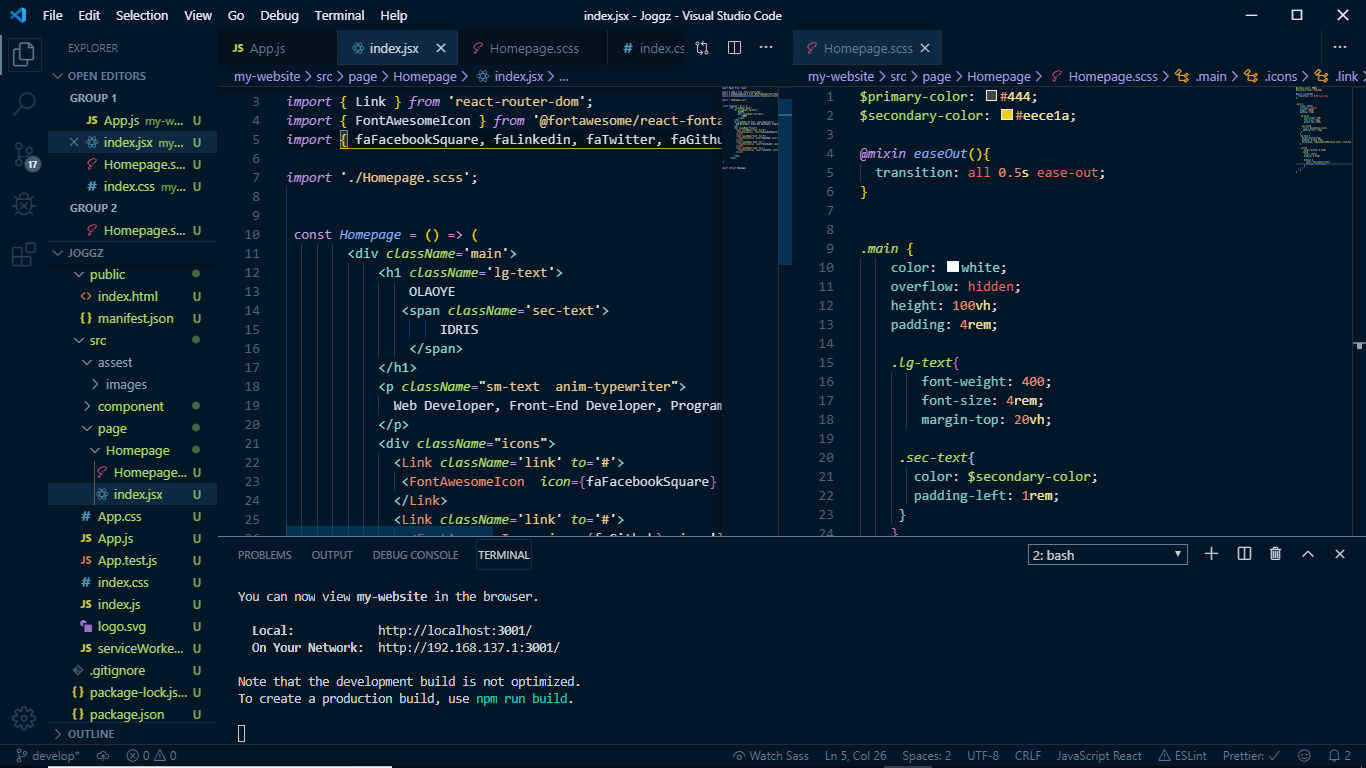 File Edit Selection View Go Debug Terminal Help
index.jsx - Joggz - Visual Studio Code
EXPLORER
OPEN EDITORS
GROUP 1
JS App.js my-w... U
index.jsx my... U
Homepage.s... U
# index.css my... U
GROUP 2
Homepage.s... U
17
JOGGZ
public
<> index.html U
{} manifest.json U
src
assest
images
component
page
Homepage
Homepage... U
index.jsx U
# App.css U
JS App.js U
JS App.test.js U
# index.css U
JS index.js U
logo.svg U
JS serviceWorke... U
.gitignore U
{} package-lock.js... U
{} package.json U
OUTLINE
JS App.js
index.jsx
Homepage.scss
# index.cs
my-website > src > page > Homepage > index.jsx > ...
3 import { Link } from 'react-router-dom';
4 import { FontAwesomeIcon } from '@fortawesome/react-fonta
5 import { faFacebookSquare, faLinkedin, faTwitter, faGithu
6
7 import './Homepage.scss';
8
9
10 const Homepage = () => (
11 <div className='main'>
12 <h1 className='lg-text'>
13 OLAOYE
14 <span className='sec-text'>
15 IDRIS
16 </span>
17 </h1>
18 <p className="sm-text  anim-typewriter">
19 Web Developer, Front-End Developer, Program
20 </p>
21 <div className="icons">
22 <Link className='link' to='#'>
23 <FontAwesomeIcon  icon={faFacebookSquare}
24 </Link>
25 <Link className='link' to='#'>
Homepage.scss
my-website > src > page > Homepage > Homepage.scss > .main > .icons > .link
1 $primary-color: #444;
2 $secondary-color: #eece1a;
3
4 @mixin easeOut(){
5 transition: all 0.5s ease-out;
6 }
7
8
9 .main {
10 color: white;
11 overflow: hidden;
12 height: 100vh;
13 padding: 4rem;
14
15 .lg-text{
16 font-weight: 400;
17 font-size: 4rem;
18 margin-top: 20vh;
19
20 .sec-text{
21 color: $secondary-color;
22 padding-left: 1rem;
23 }
24 }
PROBLEMS OUTPUT DEBUG CONSOLE TERMINAL
2: bash
You can now view my-website in the browser.
Local: http://localhost:3001/
On Your Network: http://192.168.137.1:3001/
Note that the development build is not optimized.
To create a production build, use npm run build.
develop* 0 0 Watch Sass Ln 5, Col 26 Spaces: 2 UTF-8 CRLF JavaScript React ESLint Prettier: ✓ 2